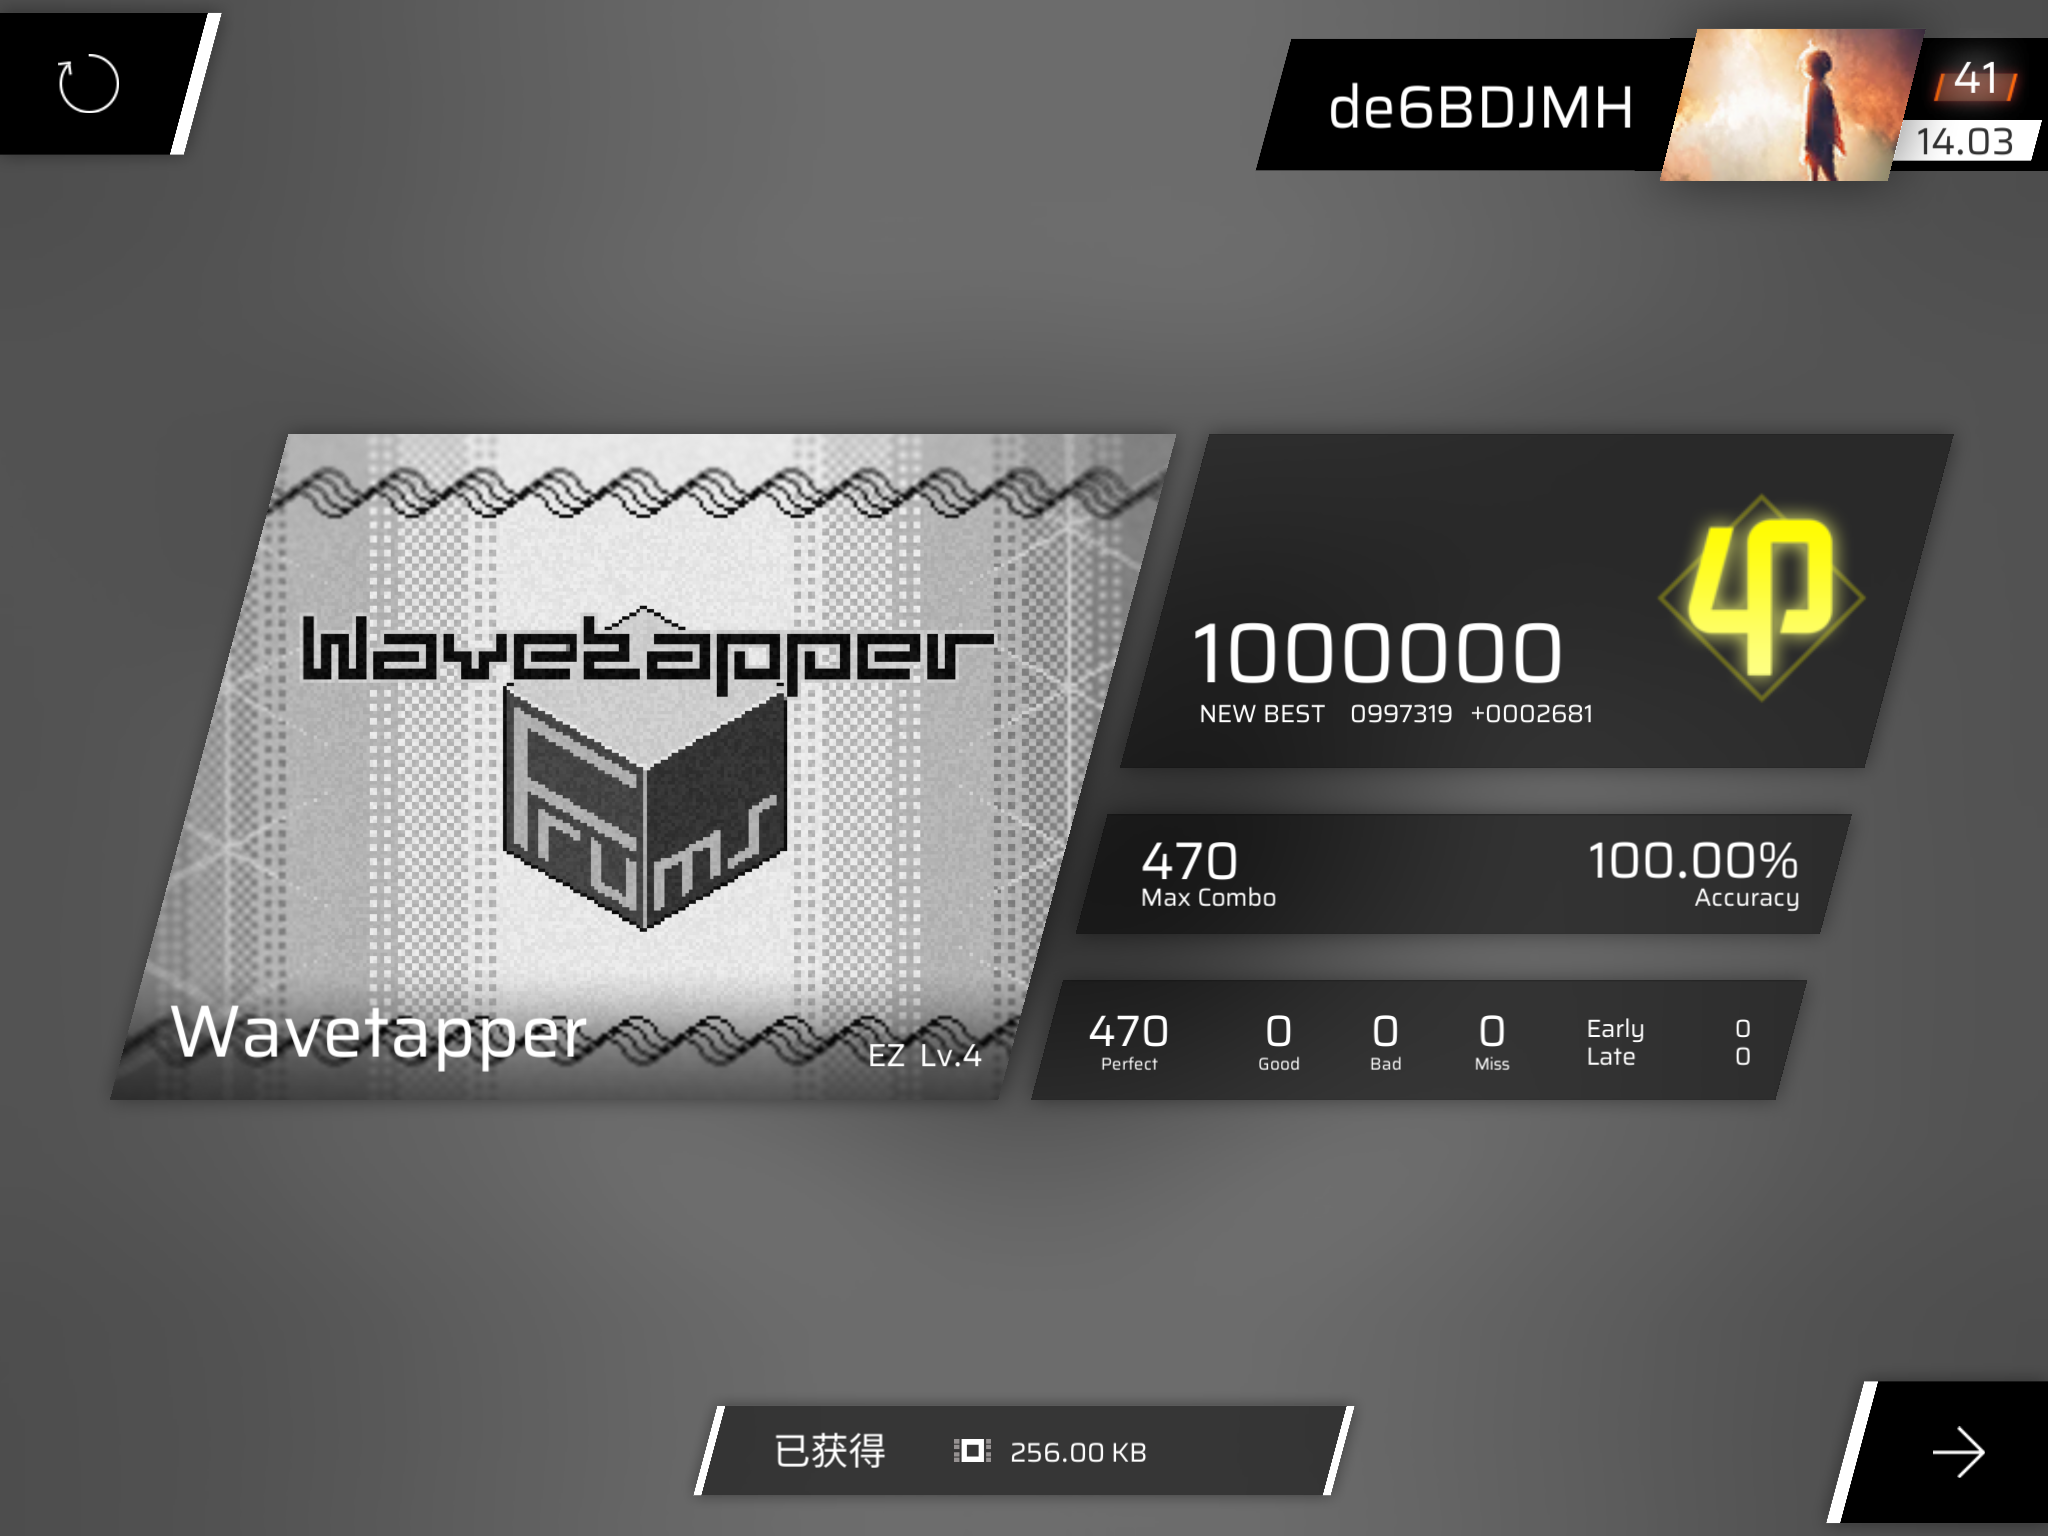 de6BDJMH
41
14.03
Wavetapper
Frums
Wavetapper
EZ Lv.4
1000000
NEW BEST 0997319 +0002681
470
Max Combo
100.00%
Accuracy
470
Perfect
0
Good
0
Bad
0
Miss
Early 0
Late 0
已获得 256.00 KB